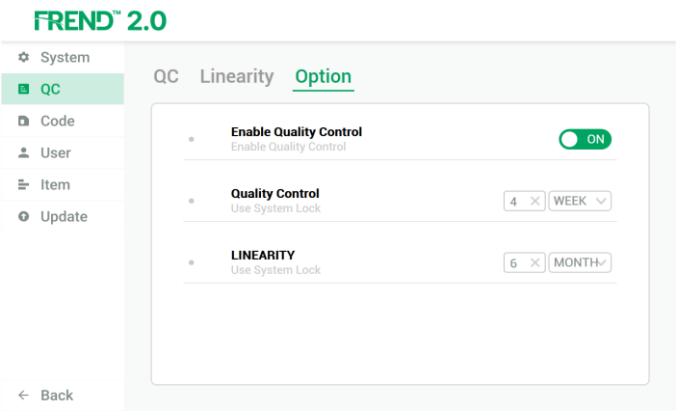 FREND™ 2.0
System
QC
Code
User
Item
Update
Back
QC Linearity Option
Enable Quality Control
Enable Quality Control
ON
Quality Control
Use System Lock
4 WEEK
LINEARITY
Use System Lock
6 MONTH